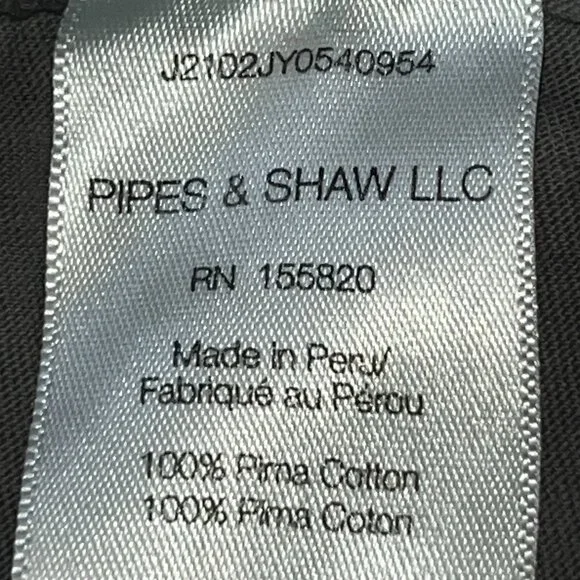 J2102JY0540954
PIPES & SHAW LLC
RN 155820
Made in Peru/
Fabriqué au Pérou
100% Pima Cotton
100% Pima Coton